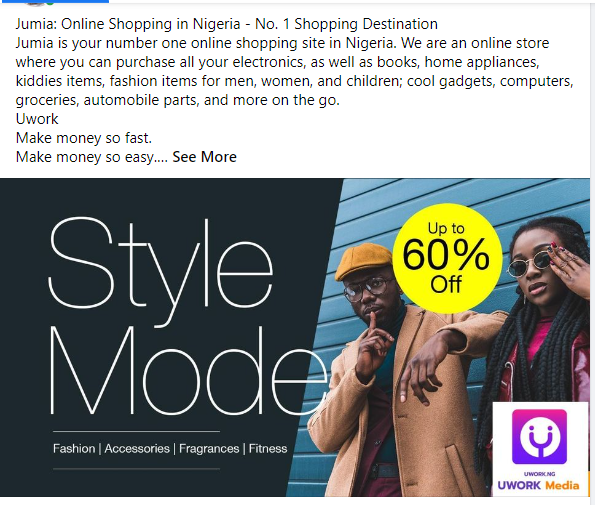 Jumia: Online Shopping in Nigeria - No. 1 Shopping Destination
Jumia is your number one online shopping site in Nigeria. We are an online store
where you can purchase all your electronics, as well as books, home appliances,
kiddies items, fashion items for men, women, and children; cool gadgets, computers,
groceries, automobile parts, and more on the go.
Uwork
Make money so fast.
Make money so easy.... See More
Style
Mode
Fashion | Accessories | Fragrances | Fitness
Up to
60%
Off
UWORK.NG
UWORK Media